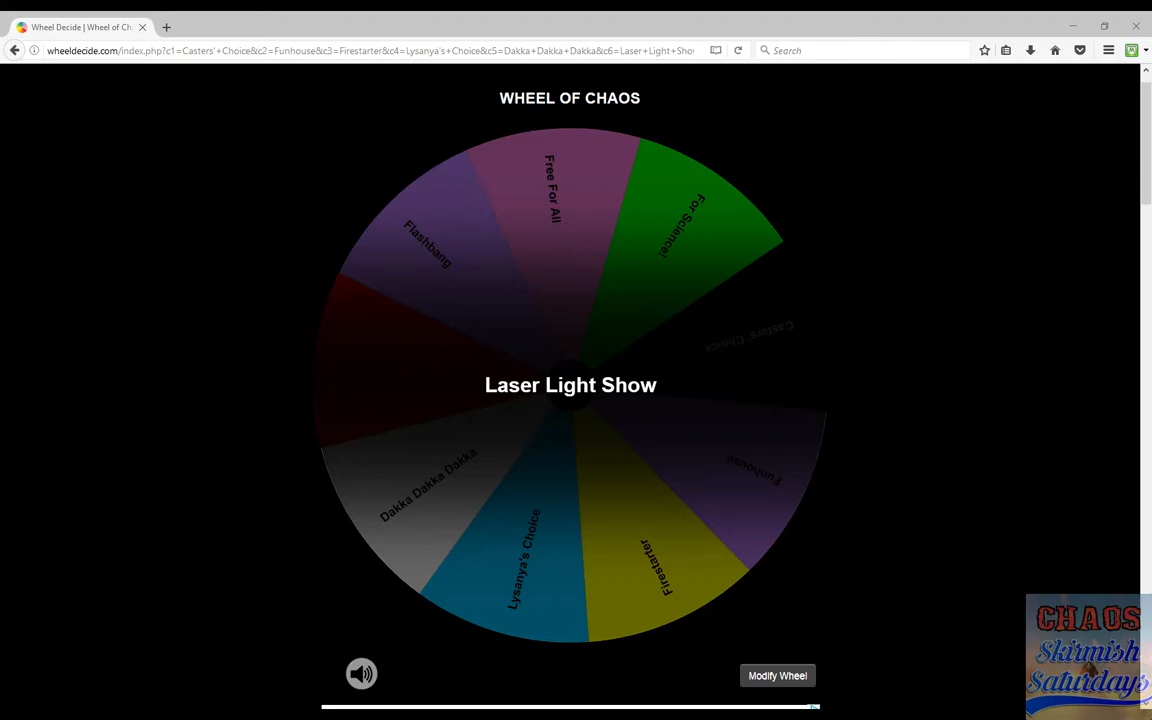 Wheel Decide | Wheel of Ch
wheeldecide.com/index.php?c1=Casters'+Choice&c2=Funhouse&c3=Firestarter&c4=Lysanya's+Choice&c5=Dakka+Dakka+Dakka&c6=Laser+Light+Sho
Search
WHEEL OF CHAOS
Free For All
For Science!
Flashbang
Casters' Choice
Laser Light Show
Funhouse
Dakka Dakka Dakka
Lysanya's Choice
Firestarter
Modify Wheel
CHAOS
Skirmish
Saturdays